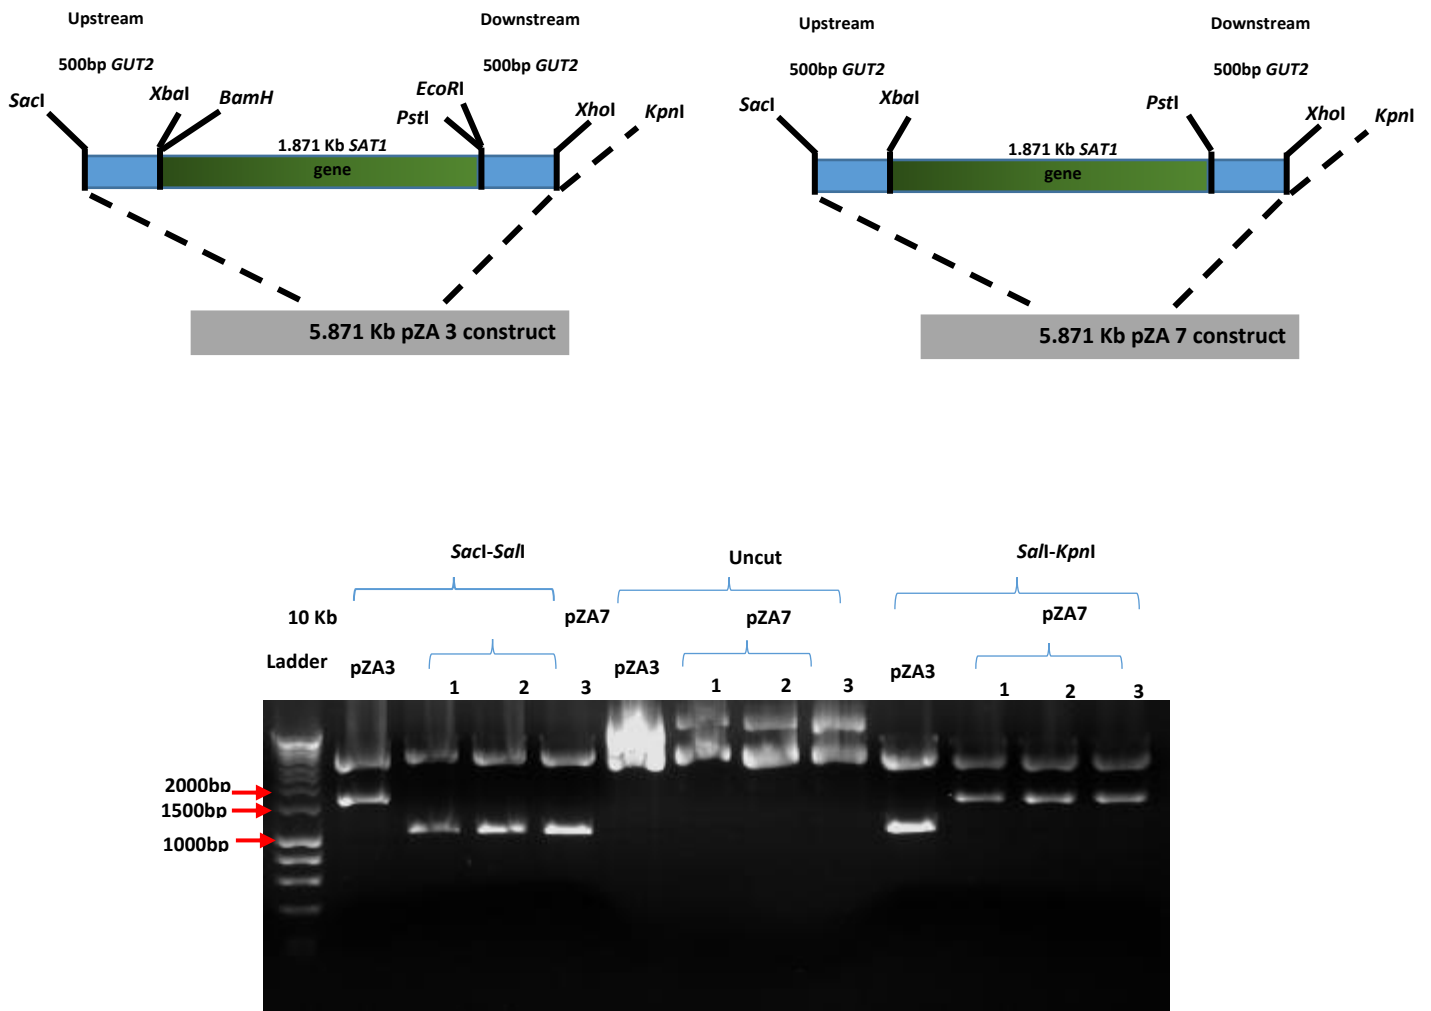 Upstream
500bp GUT2
Downstream
500bp GUT2
SacI
XbaI
BamH
EcoRI
PstI
XhoI
KpnI
1.871 Kb SAT1
gene
5.871 Kb pZA 3 construct
Upstream
500bp GUT2
Downstream
500bp GUT2
SacI
XbaI
PstI
XhoI
KpnI
1.871 Kb SAT1
gene
5.871 Kb pZA 7 construct
SacI-SalI
Uncut
SalI-KpnI
10 Kb
Ladder
pZA3
pZA7
1 2 3
pZA3
pZA7
1 2 3
pZA3
pZA7
1 2 3
2000bp
1500bp
1000bp